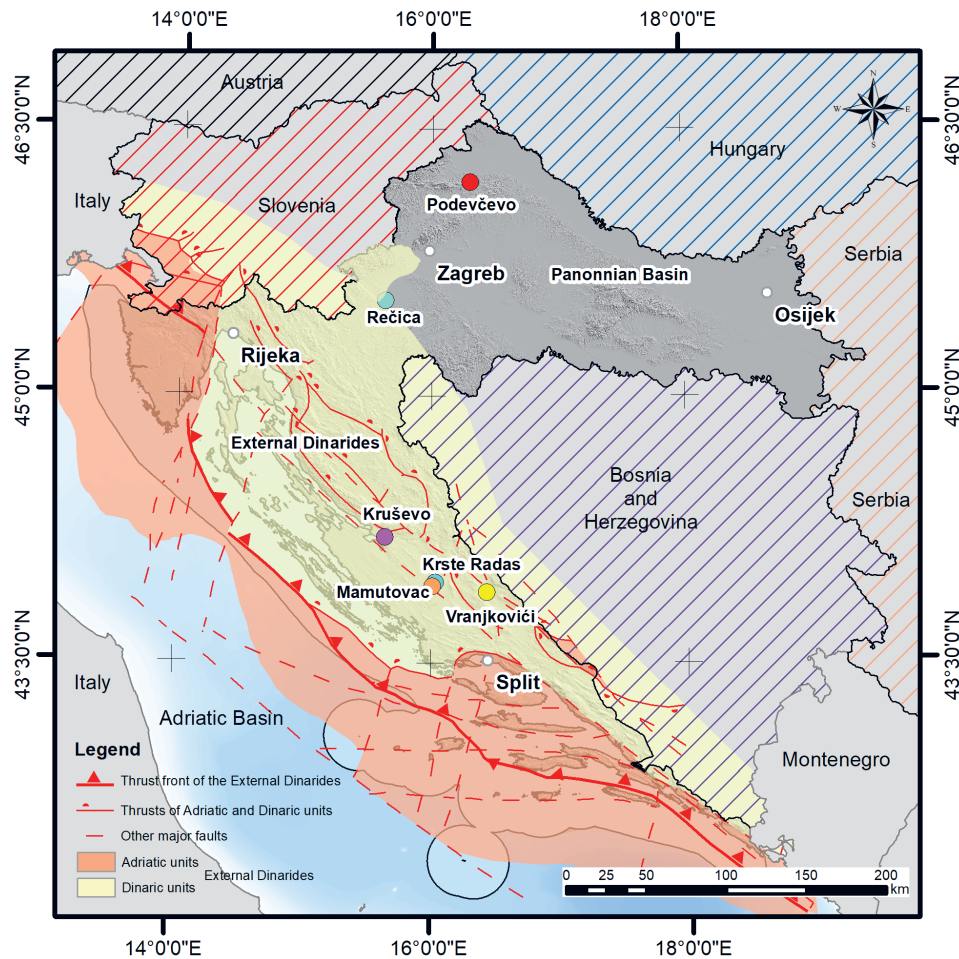 14°0'0"E
16°0'0"E
18°0'0"E
46°30'0"N
46°30'0"N
Austria
N
W
E
S
Hungary
Italy
Slovenia
Podevčevo
Serbia
Zagreb
Panonnian Basin
Osijek
Rečica
Rijeka
45°0'0"N
45°0'0"N
External Dinarides
Bosnia
and
Herzegovina
Serbia
Kruševo
Krste Radas
Mamutovac
Vranjkovići
43°30'0"N
43°30'0"N
Italy
Split
Adriatic Basin
Montenegro
Legend
Thrust front of the External Dinarides
Thrusts of Adriatic and Dinaric units
Other major faults
Adriatic units
External Dinarides
Dinaric units
0 25 50 100 150 200
km
14°0'0"E
16°0'0"E
18°0'0"E